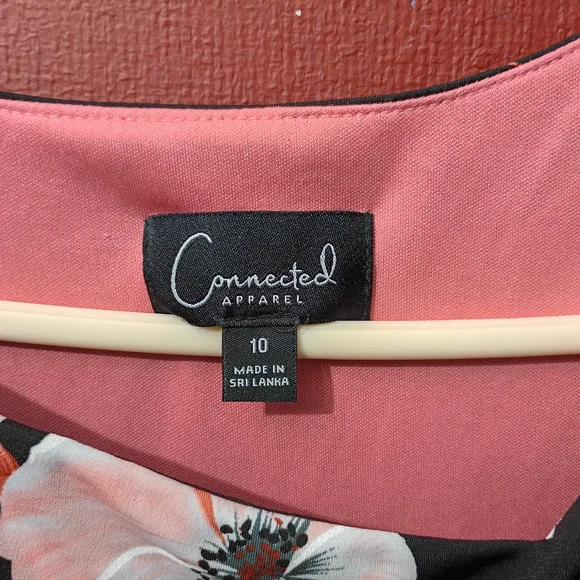 Connected
APPAREL
10
MADE IN
SRI LANKA